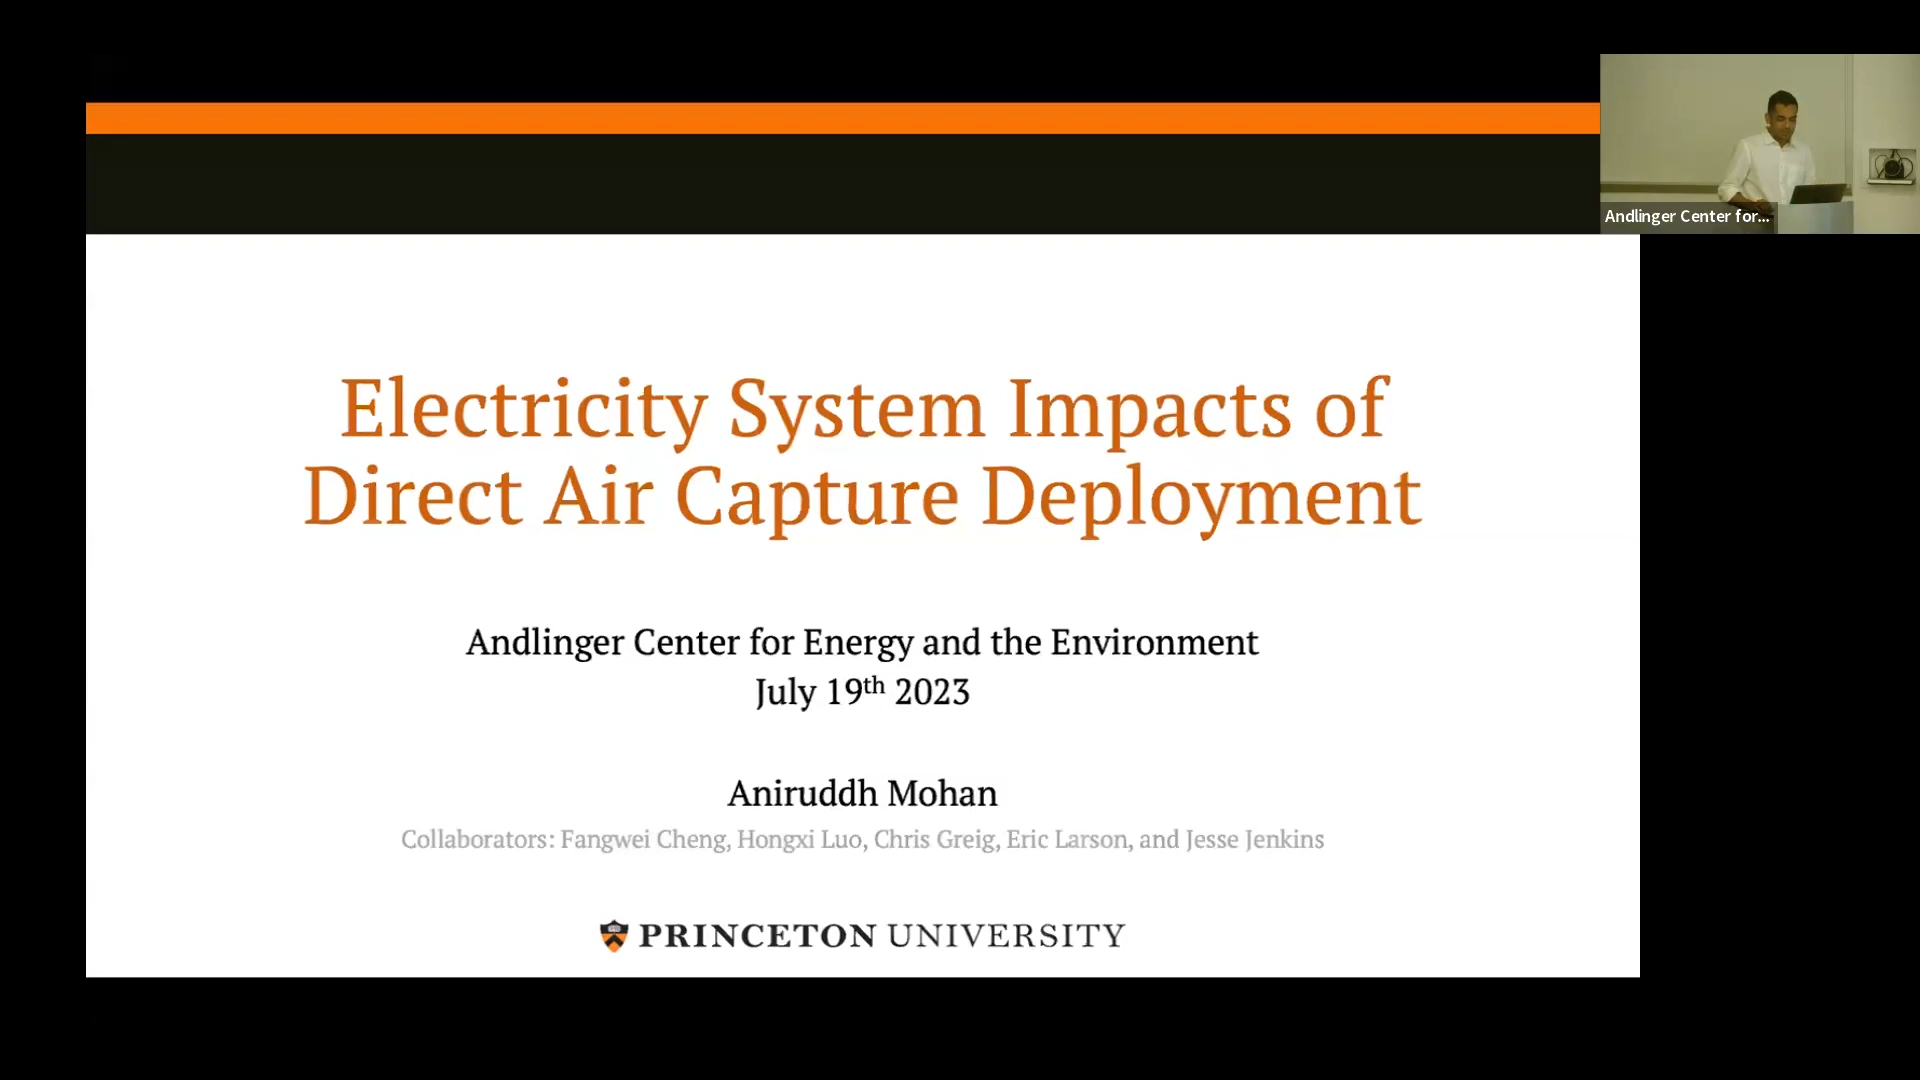 Electricity System Impacts of
Direct Air Capture Deployment
Andlinger Center for Energy and the Environment
July 19th 2023
Aniruddh Mohan
Collaborators: Fangwei Cheng, Hongxi Luo, Chris Greig, Eric Larson, and Jesse Jenkins
PRINCETON UNIVERSITY
Andlinger Center for...